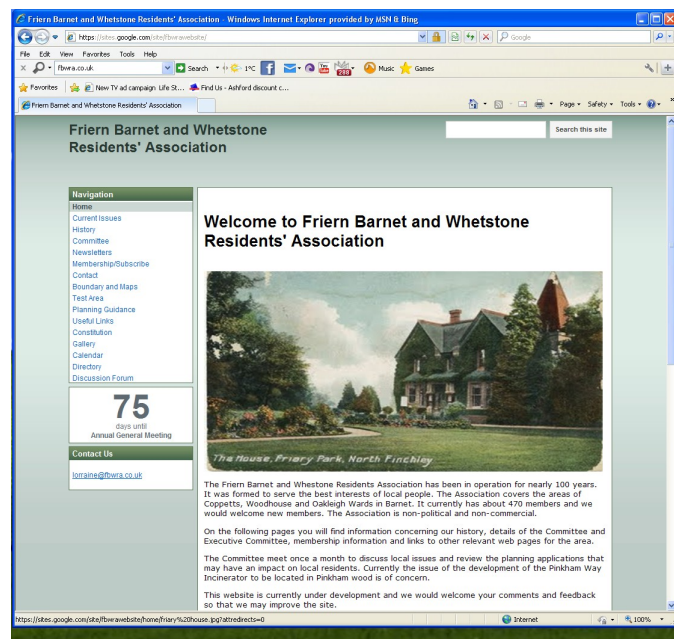 Friern Barnet and Whetstone Residents' Association - Windows Internet Explorer provided by MSN & Bing
https://sites.google.com/site/fbwrawebsite/
Google
File Edit View Favorites Tools Help
fbwra.co.uk Search 1°C 288 Music Games
Favorites New TV ad campaign Life St... Find Us - Ashford discount c...
Friern Barnet and Whetstone Residents' Association Page Safety Tools
Friern Barnet and Whetstone
Residents' Association
Search this site
Navigation
Home
Current Issues
History
Committee
Newsletters
Membership/Subscribe
Contact
Boundary and Maps
Test Area
Planning Guidance
Useful Links
Constitution
Gallery
Calendar
Directory
Discussion Forum
75
days until
Annual General Meeting
Contact Us
lorraine@fbwra.co.uk
Welcome to Friern Barnet and Whetstone
Residents' Association
The House, Friary Park, North Finchley.
The Friern Barnet and Whestone Residents Association has been in operation for nearly 100 years.
It was formed to serve the best interests of local people. The Association covers the areas of
Coppetts, Woodhouse and Oakleigh Wards in Barnet. It currently has about 470 members and we
would welcome new members. The Association is non-political and non-commercial.
On the following pages you will find information concerning our history, details of the Committee and
Executive Committee, membership information and links to other relevant web pages for the area.
The Committee meet once a month to discuss local issues and review the planning applications that
may have an impact on local residents. Currently the issue of the development of the Pinkham Way
Incinerator to be located in Pinkham wood is of concern.
This website is currently under development and we would welcome your comments and feedback
so that we may improve the site.
https://sites.google.com/site/fbwrawebsite/home/friary%20house.jpg?attredirects=0 Internet 100%